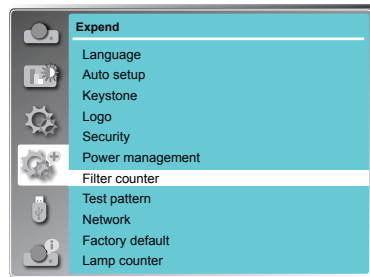 Expend
Language
Auto setup
Keystone
Logo
Security
Power management
Filter counter
Test pattern
Network
Factory default
Lamp counter